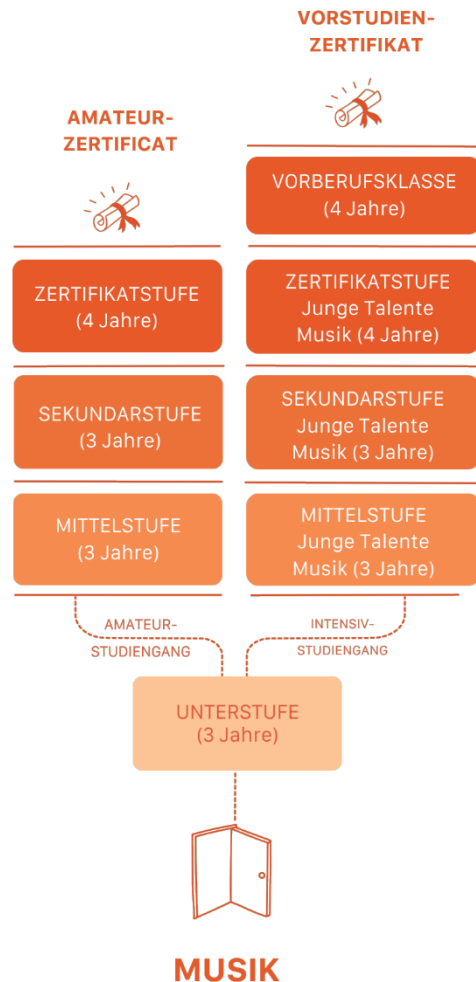 VORSTUDIEN-
ZERTIFIKAT
AMATEUR-
ZERTIFICAT
VORBERUFSKLASSE
(4 Jahre)
ZERTIFIKATSTUFE
(4 Jahre)
ZERTIFIKATSTUFE
Junge Talente
Musik (4 Jahre)
SEKUNDARSTUFE
(3 Jahre)
SEKUNDARSTUFE
Junge Talente
Musik (3 Jahre)
MITTELSTUFE
(3 Jahre)
MITTELSTUFE
Junge Talente
Musik (3 Jahre)
AMATEUR-
STUDIENGANG
INTENSIV-
STUDIENGANG
UNTERSTUFE
(3 Jahre)
MUSIK